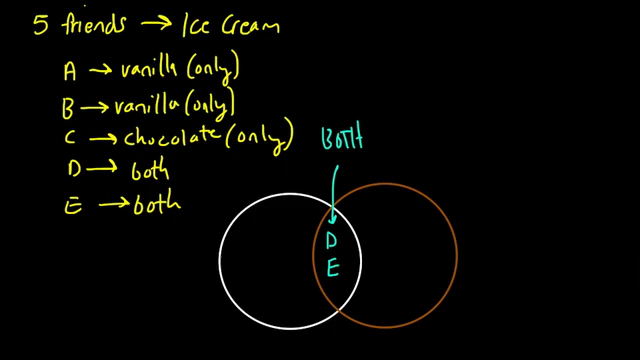 5 friends → Ice Cream
A → vanilla (only)
B → vanilla (only)
C → chocolate (only)
D → both
E → both
BOTH
D
E